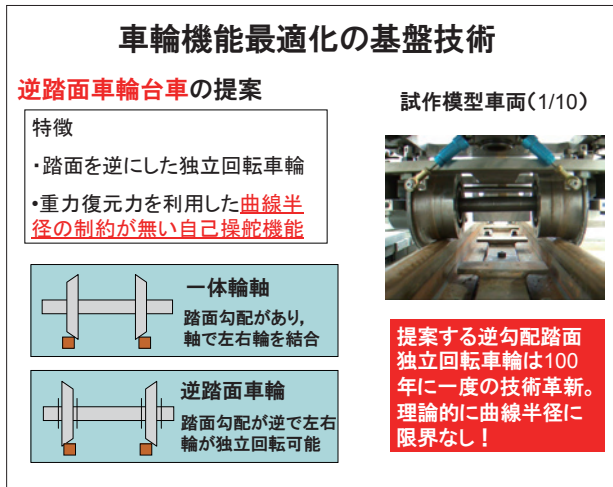 車輪機能最適化の基盤技術
逆踏面車輪台車の提案
特徴
・踏面を逆にした独立回転車輪
•重力復元力を利用した曲線半
径の制約が無い自己操舵機能
一体輪軸
踏面勾配があり,
軸で左右輪を結合
逆踏面車輪
踏面勾配が逆で左右
輪が独立回転可能
試作模型車両(1/10)
提案する逆勾配踏面
独立回転車輪は100
年に一度の技術革新。
理論的に曲線半径に
限界なし！